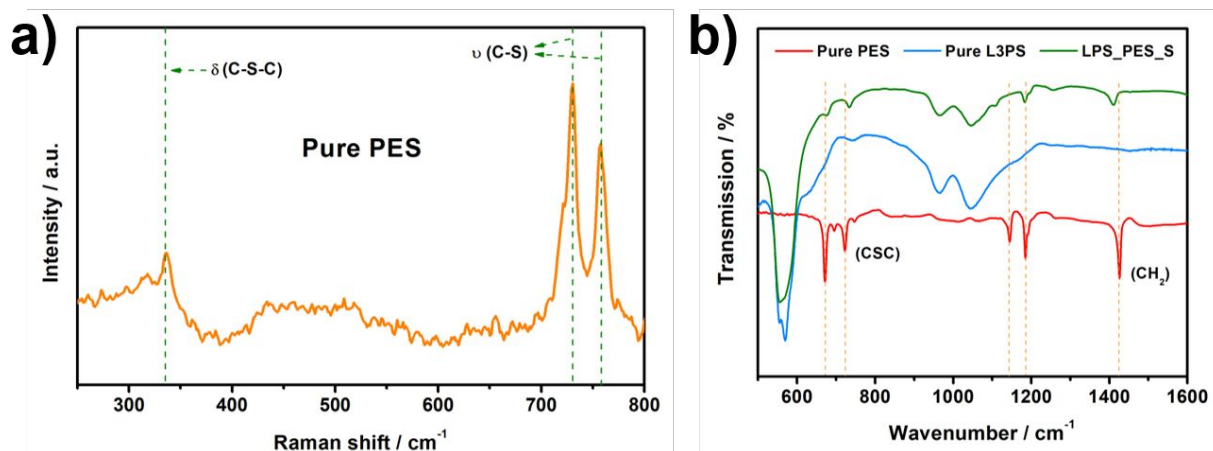 a)
δ (C-S-C)
υ (C-S)
Pure PES
Intensity / a.u.
300 400 500 600 700 800
Raman shift / cm⁻¹
b)
Pure PES Pure L3PS LPS_PES_S
Transmission / %
(CSC)
(CH₂)
600 800 1000 1200 1400 1600
Wavenumber / cm⁻¹